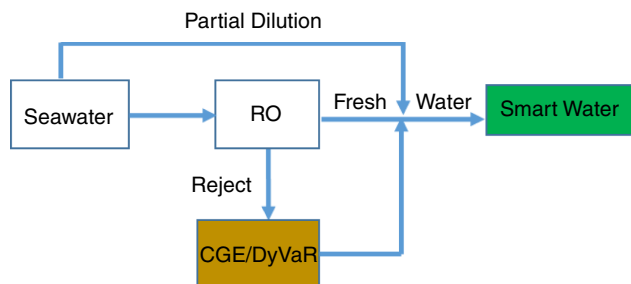 Partial Dilution
Seawater
RO
Fresh Water
Smart Water
Reject
CGE/DyVaR